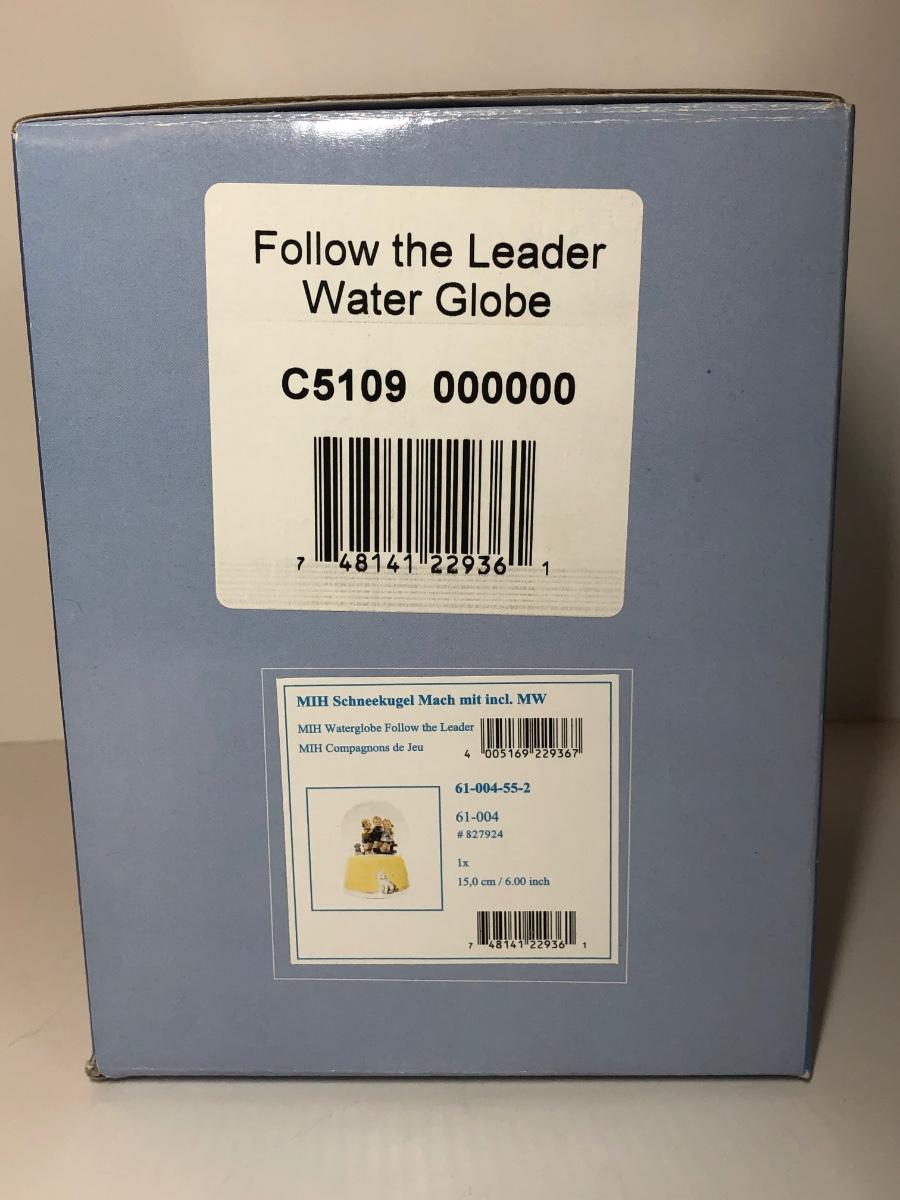 Follow the Leader
Water Globe
C5109 000000
7 48141 22936 1
MIH Schneekugel Mach mit incl. MW
MIH Waterglobe Follow the Leader
MIH Compagnons de Jeu
4 005169 229367
61-004-55-2
61-004
# 827924
1x
15,0 cm / 6.00 inch
7 48141 22936 1